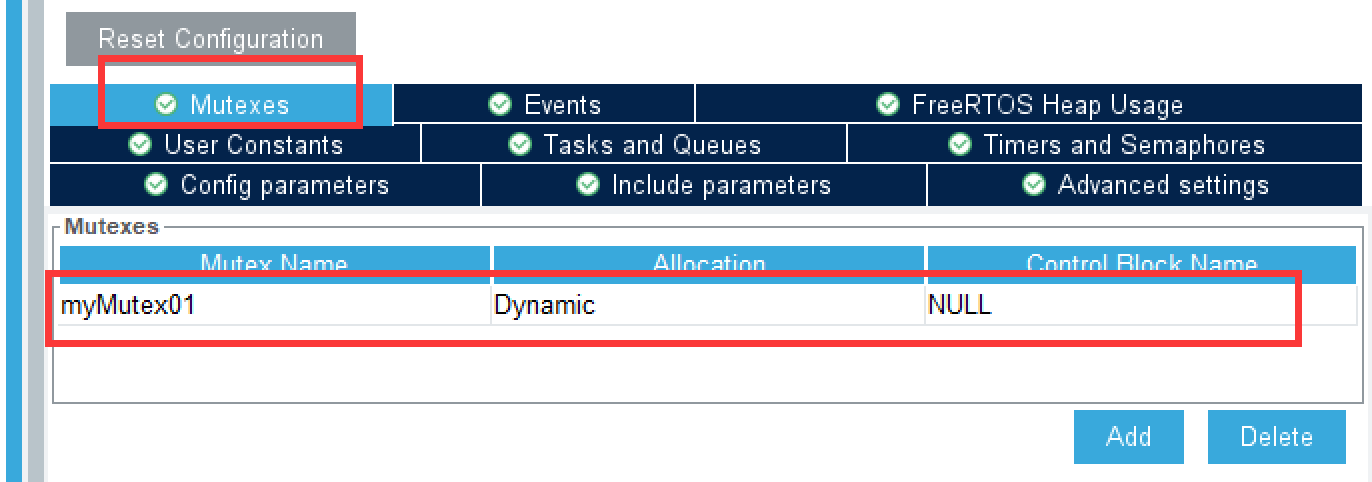 Reset Configuration
Mutexes Events FreeRTOS Heap Usage
User Constants Tasks and Queues Timers and Semaphores
Config parameters Include parameters Advanced settings
Mutexes
Mutex Name Allocation Control Block Name
myMutex01 Dynamic NULL
Add Delete